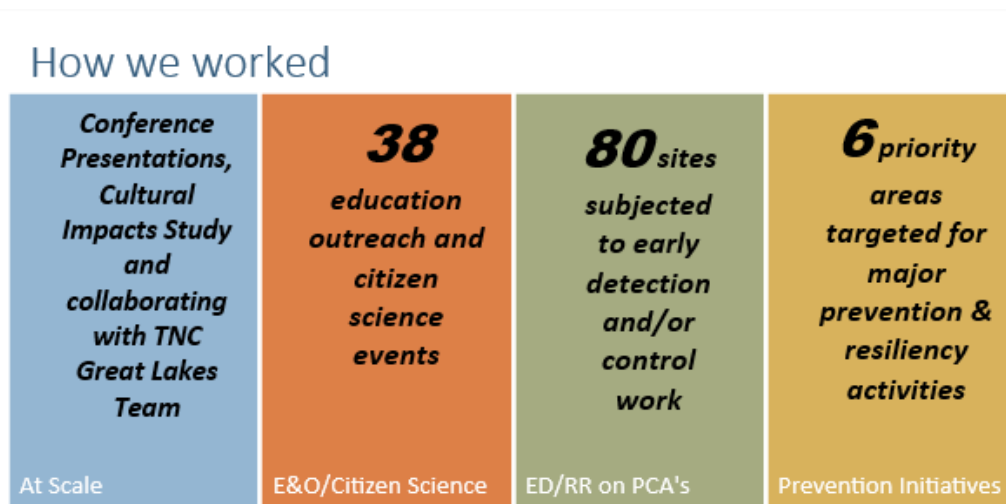 How we worked
Conference
Presentations,
Cultural
Impacts Study
and
collaborating
with TNC
Great Lakes
Team
At Scale
38
education
outreach and
citizen
science
events
E&O/Citizen Science
80 sites
subjected
to early
detection
and/or
control
work
ED/RR on PCA's
6 priority
areas
targeted for
major
prevention &
resiliency
activities
Prevention Initiatives